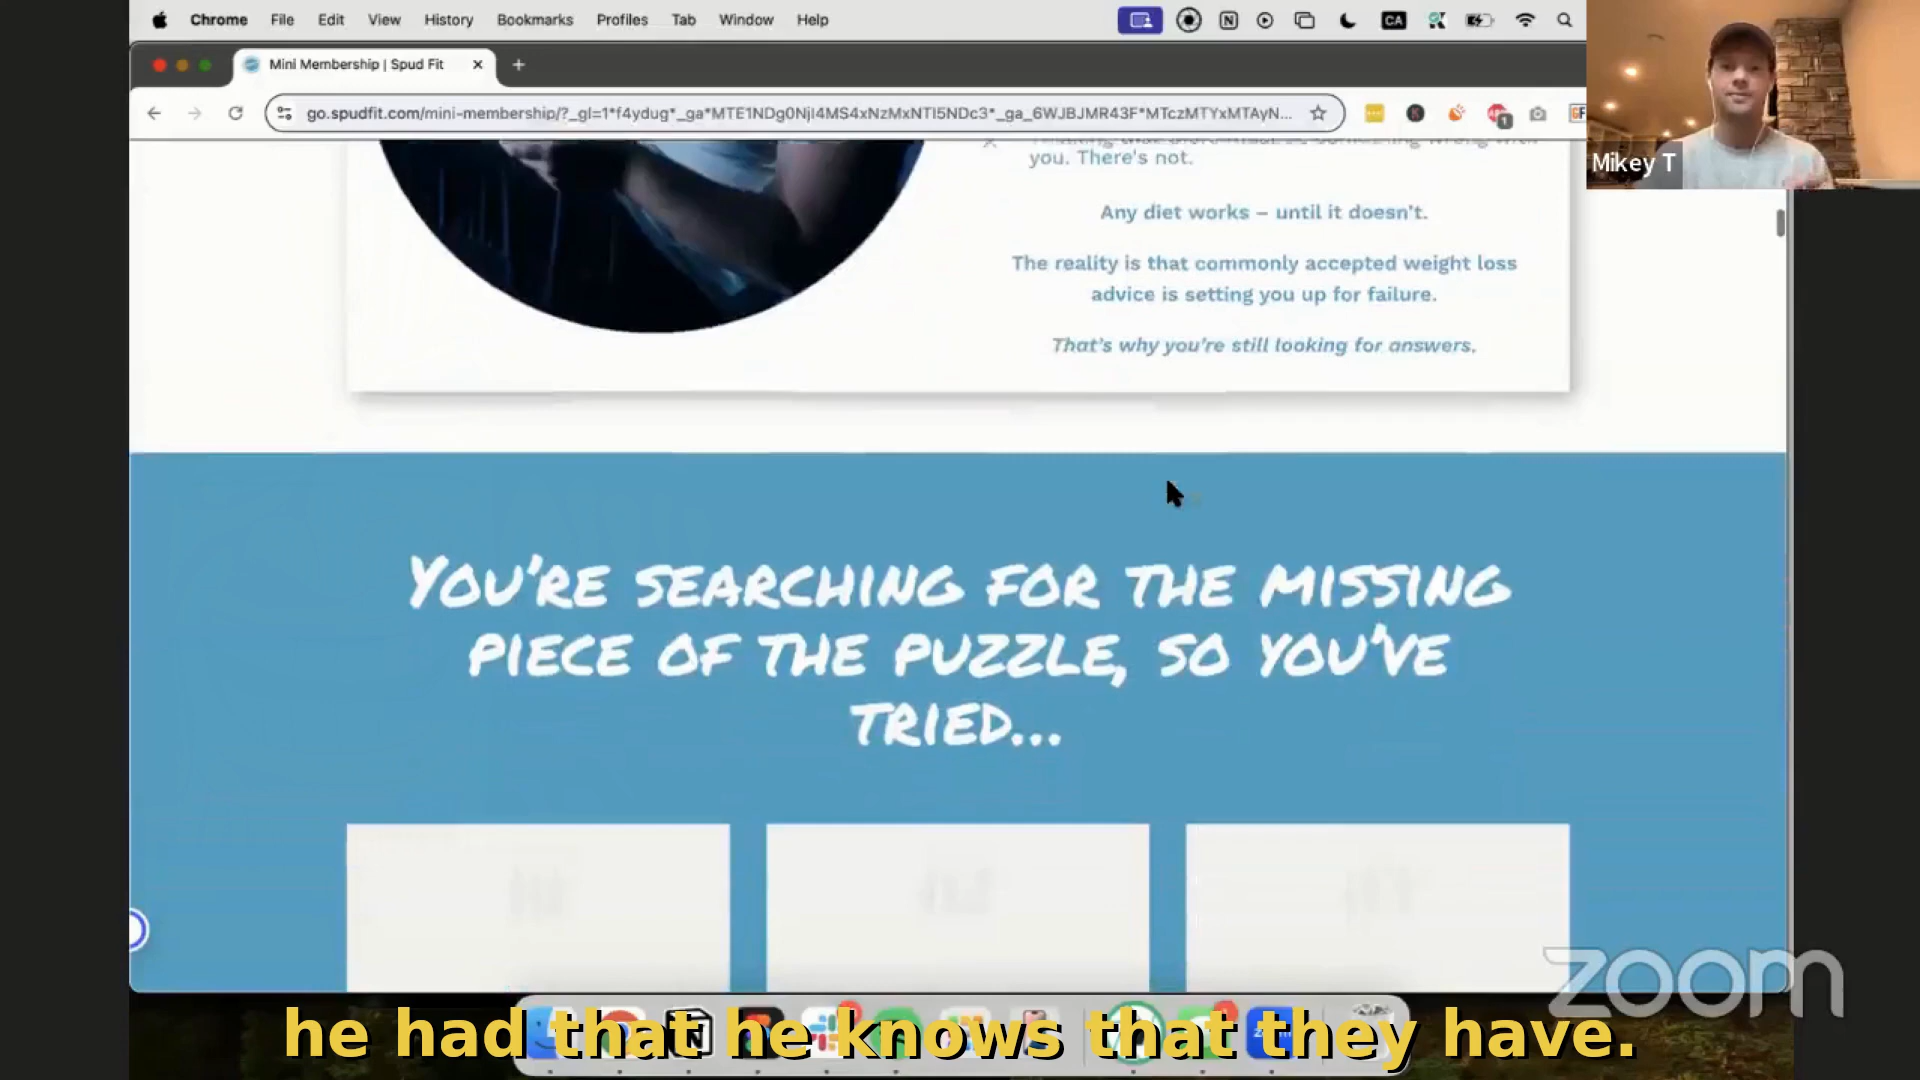 Chrome File Edit View History Bookmarks Profiles Tab Window Help
CA
Mini Membership | Spud Fit
go.spudfit.com/mini-membership/?_gl=1*f4ydug*_ga*MTE1NDg0NjI4MS4xNzMxNTI5NDc3*_ga_6WJBJMR43F*MTczMTYxMTAyN...
Mikey T
you. There's not.
Any diet works – until it doesn't.
The reality is that commonly accepted weight loss
advice is setting you up for failure.
That's why you're still looking for answers.
You're searching for the missing
piece of the puzzle, so you've
tried...
zoom
he had that he knows that they have.